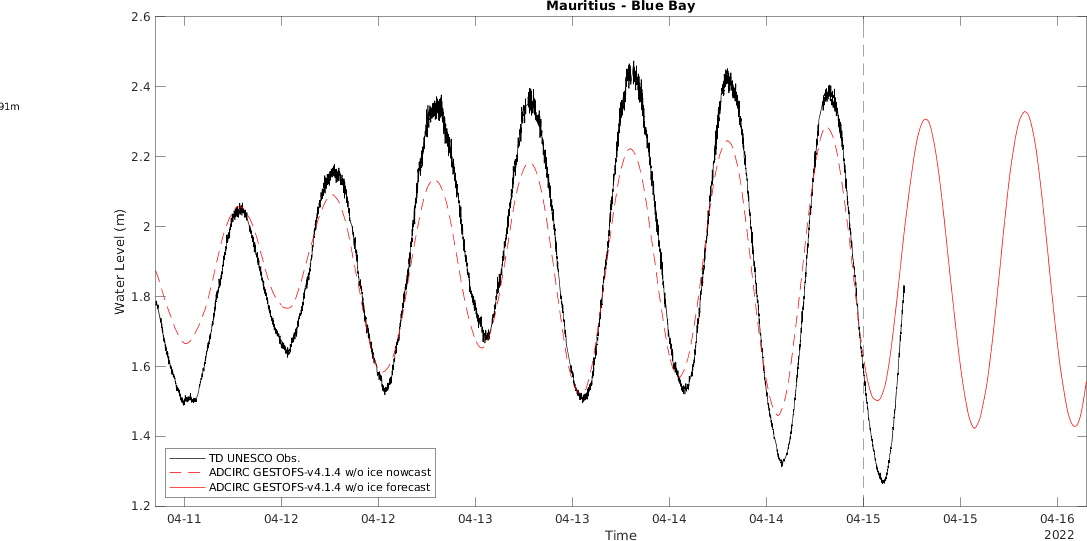 Mauritius - Blue Bay
91m
Water Level (m)
2.6
2.4
2.2
2
1.8
1.6
1.4
1.2
TD UNESCO Obs.
ADCIRC GESTOFS-v4.1.4 w/o ice nowcast
ADCIRC GESTOFS-v4.1.4 w/o ice forecast
04-11 04-12 04-12 04-13 04-13 04-14 04-14 04-15 04-15 04-16
Time
2022